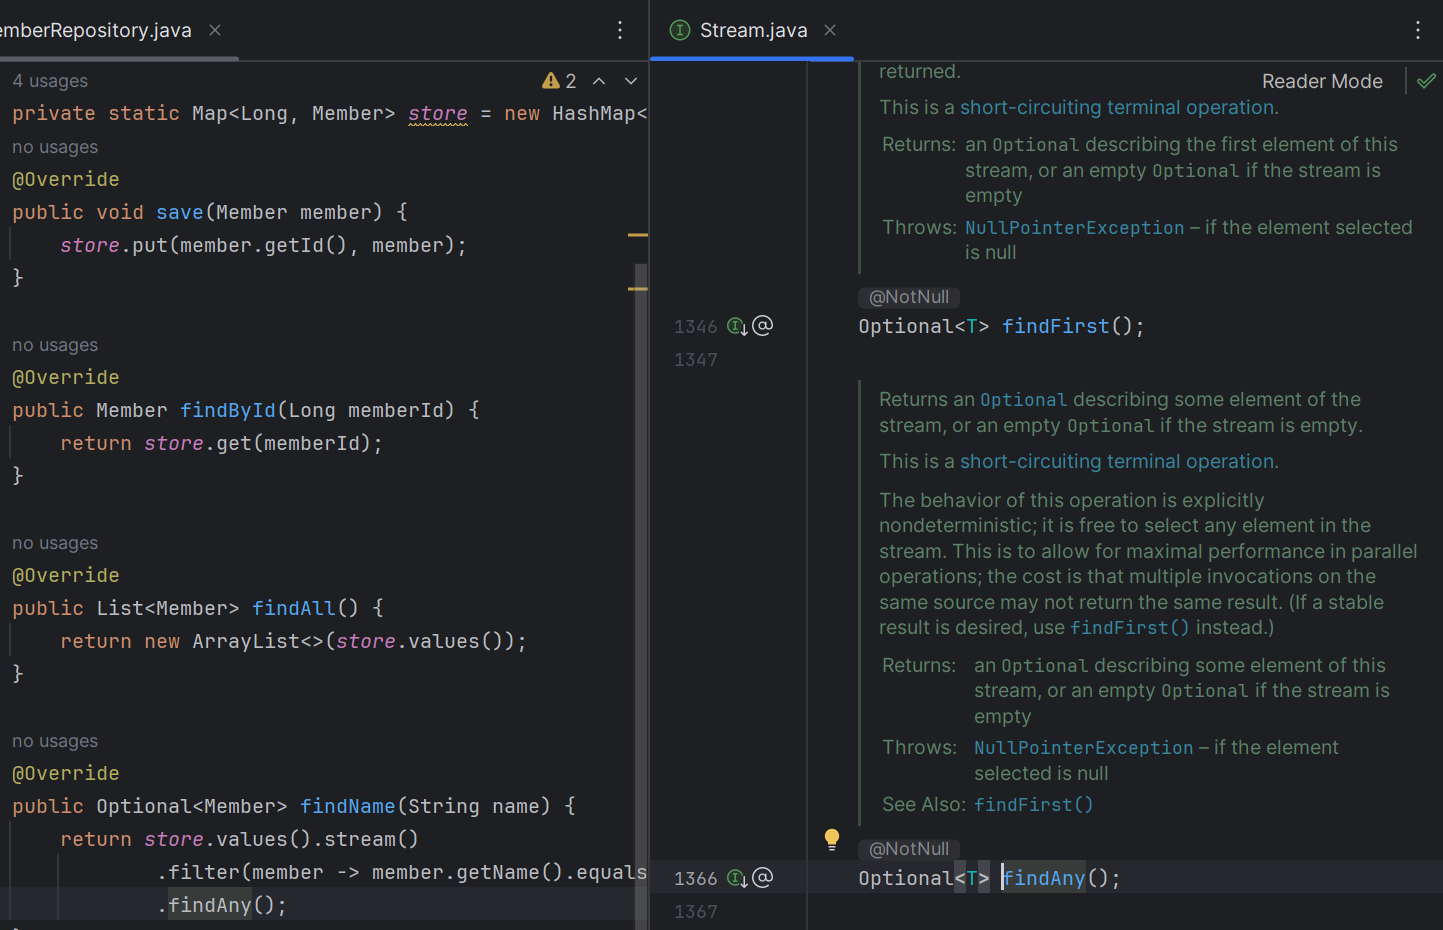 emberRepository.java
4 usages
2
private static Map<Long, Member> store = new HashMap<
no usages
@Override
public void save(Member member) {
store.put(member.getId(), member);
}
no usages
@Override
public Member findById(Long memberId) {
return store.get(memberId);
}
no usages
@Override
public List<Member> findAll() {
return new ArrayList<>(store.values());
}
no usages
@Override
public Optional<Member> findName(String name) {
return store.values().stream()
.filter(member -> member.getName().equals
.findAny();
Stream.java
Reader Mode
returned.
This is a short-circuiting terminal operation.
Returns: an Optional describing the first element of this
stream, or an empty Optional if the stream is
empty
Throws: NullPointerException – if the element selected
is null
@NotNull
1346 Optional<T> findFirst();
1347
Returns an Optional describing some element of the
stream, or an empty Optional if the stream is empty.
This is a short-circuiting terminal operation.
The behavior of this operation is explicitly
nondeterministic; it is free to select any element in the
stream. This is to allow for maximal performance in parallel
operations; the cost is that multiple invocations on the
same source may not return the same result. (If a stable
result is desired, use findFirst() instead.)
Returns: an Optional describing some element of this
stream, or an empty Optional if the stream is
empty
Throws: NullPointerException – if the element
selected is null
See Also: findFirst()
@NotNull
1366 Optional<T> findAny();
1367